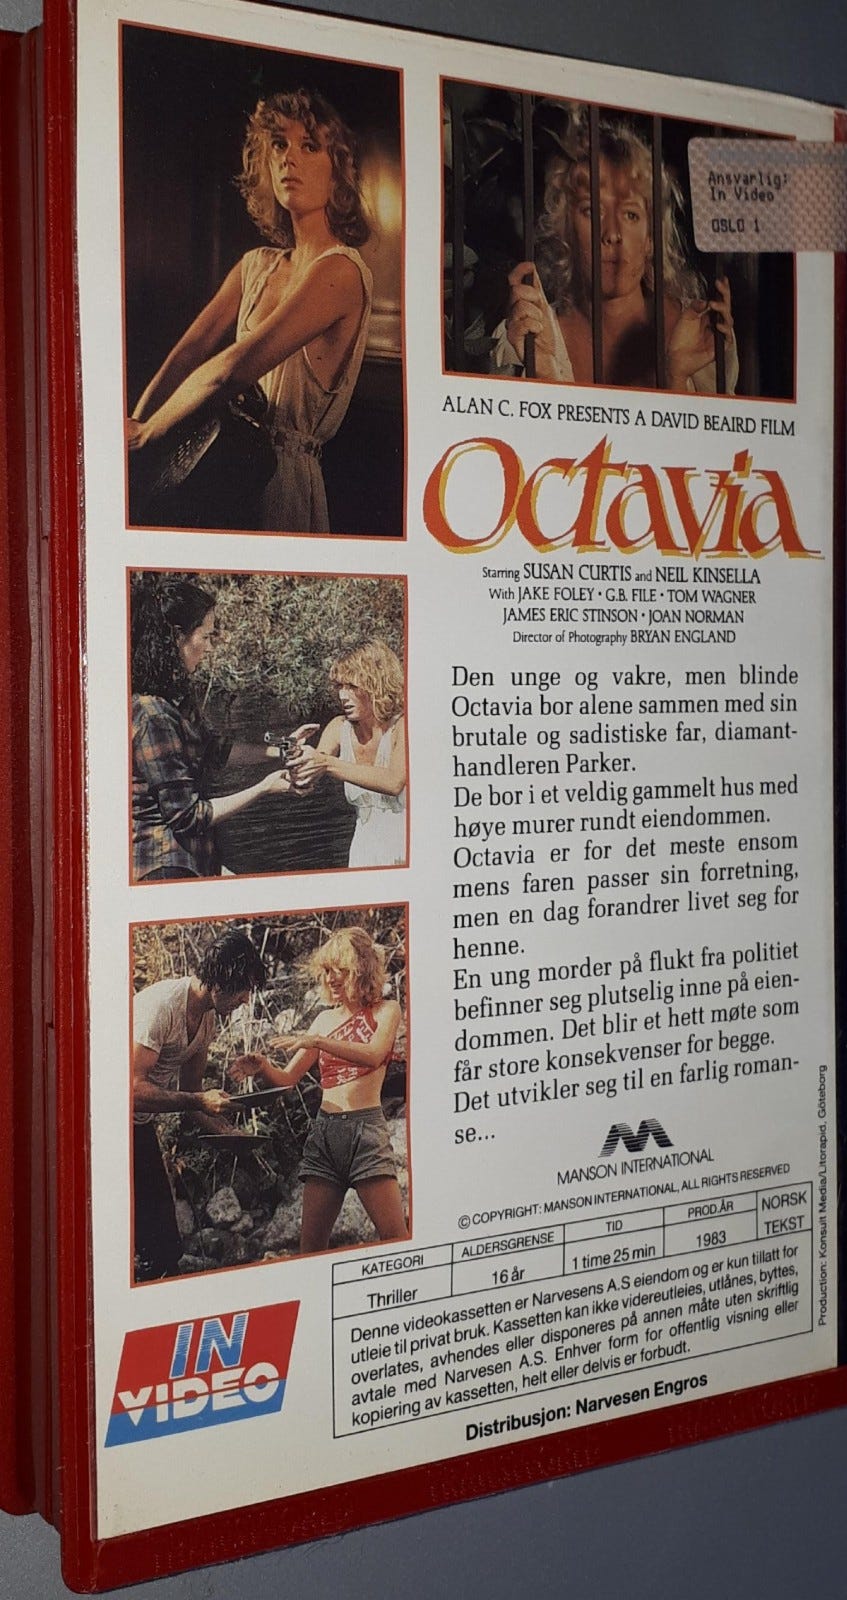 Ansvarlig:
In Video
OSLO 1
ALAN C. FOX PRESENTS A DAVID BEAIRD FILM
Octavia
Starring SUSAN CURTIS and NEIL KINSELLA
With JAKE FOLEY • G.B. FILE • TOM WAGNER
JAMES ERIC STINSON • JOAN NORMAN
Director of Photography BRYAN ENGLAND
Den unge og vakre, men blinde
Octavia bor alene sammen med sin
brutale og sadistiske far, diamant-
handleren Parker.
De bor i et veldig gammelt hus med
høye murer rundt eiendommen.
Octavia er for det meste ensom
mens faren passer sin forretning,
men en dag forandrer livet seg for
henne.
En ung morder på flukt fra politiet
befinner seg plutselig inne på eien-
dommen. Det blir et hett møte som
får store konsekvenser for begge.
Det utvikler seg til en farlig roman-
se...
MANSON INTERNATIONAL
© COPYRIGHT: MANSON INTERNATIONAL, ALL RIGHTS RESERVED
KATEGORI ALDERSGRENSE TID PROD.ÅR NORSK
Thriller 16 år 1 time 25 min 1983 TEKST
Denne videokassetten er Narvesens A.S eiendom og er kun tillatt for
utleie til privat bruk. Kassetten kan ikke videreutleies, utlånes, byttes,
overlates, avhendes eller disponeres på annen måte uten skriftlig
avtale med Narvesen A.S. Enhver form for offentlig visning eller
kopiering av kassetten, helt eller delvis er forbudt.
Distribusjon: Narvesen Engros
IN
VIDEO
Production: Konsult Media/Litorapid, Göteborg